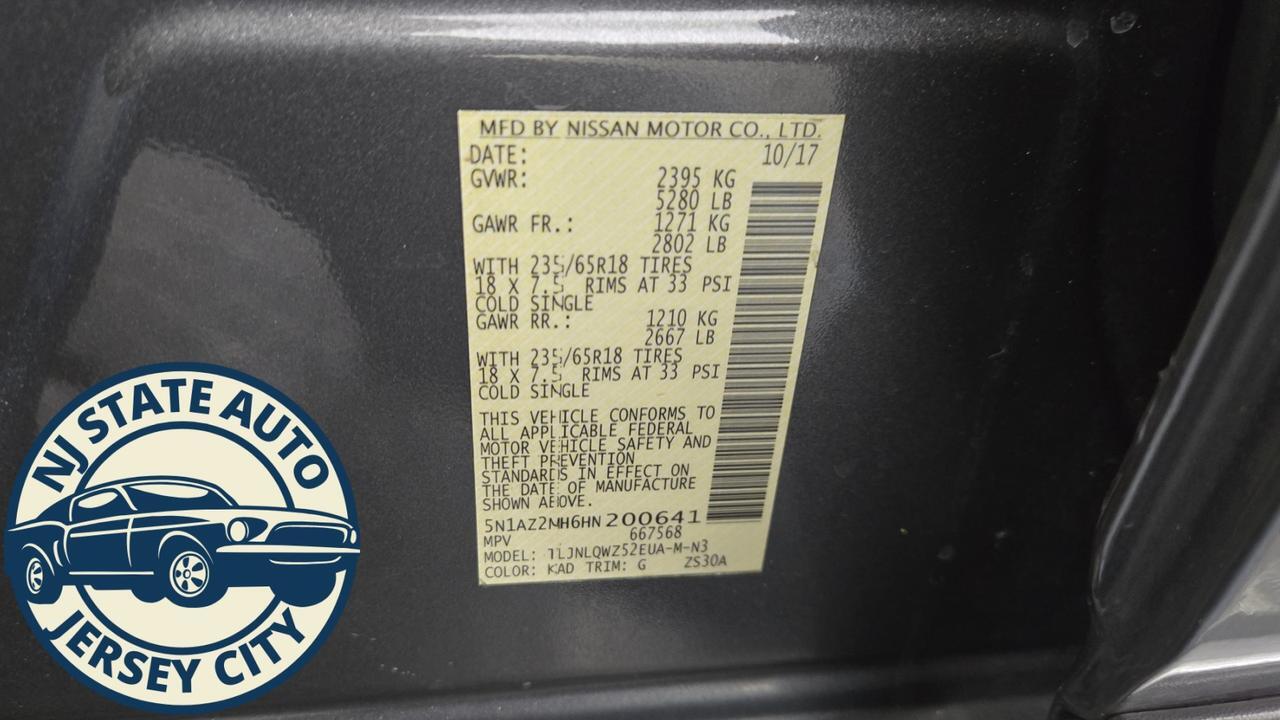 MFD BY NISSAN MOTOR CO., LTD.
DATE: 10/17
GVWR: 2395 KG
5280 LB
GAWR FR.: 1271 KG
2802 LB
WITH 235/65R18 TIRES
18 X 7.5 RIMS AT 33 PSI
COLD SINGLE
GAWR RR.: 1210 KG
2667 LB
WITH 235/65R18 TIRES
18 X 7.5 RIMS AT 33 PSI
COLD SINGLE
THIS VEHICLE CONFORMS TO
ALL APPLICABLE FEDERAL
MOTOR VEHICLE SAFETY AND
THEFT PREVENTION
STANDARDS IN EFFECT ON
THE DATE OF MANUFACTURE
SHOWN ABOVE.
5N1AZ2MH6HN200641
MPV 667568
MODEL: TLJNLQWZ52EUA-M-N3
COLOR: KAD TRIM: G ZS30A
NJ STATE AUTO
JERSEY CITY